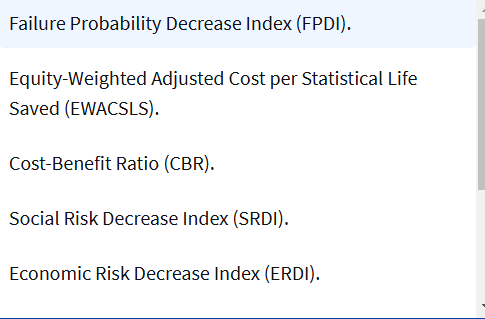 Failure Probability Decrease Index (FPDI).
Equity-Weighted Adjusted Cost per Statistical Life
Saved (EWACSLS).
Cost-Benefit Ratio (CBR).
Social Risk Decrease Index (SRDI).
Economic Risk Decrease Index (ERDI).